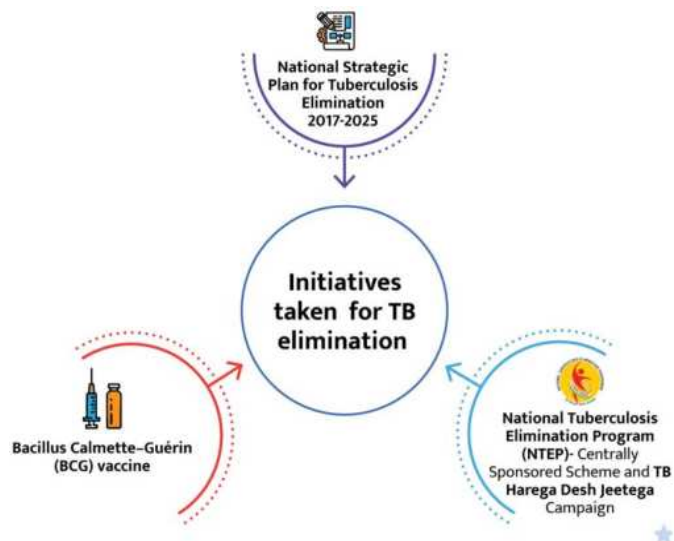 National Strategic
Plan for Tuberculosis
Elimination
2017-2025
Initiatives
taken for TB
elimination
Bacillus Calmette–Guérin
(BCG) vaccine
National Tuberculosis
Elimination Program
(NTEP)- Centrally
Sponsored Scheme and TB
Harega Desh Jeetega
Campaign